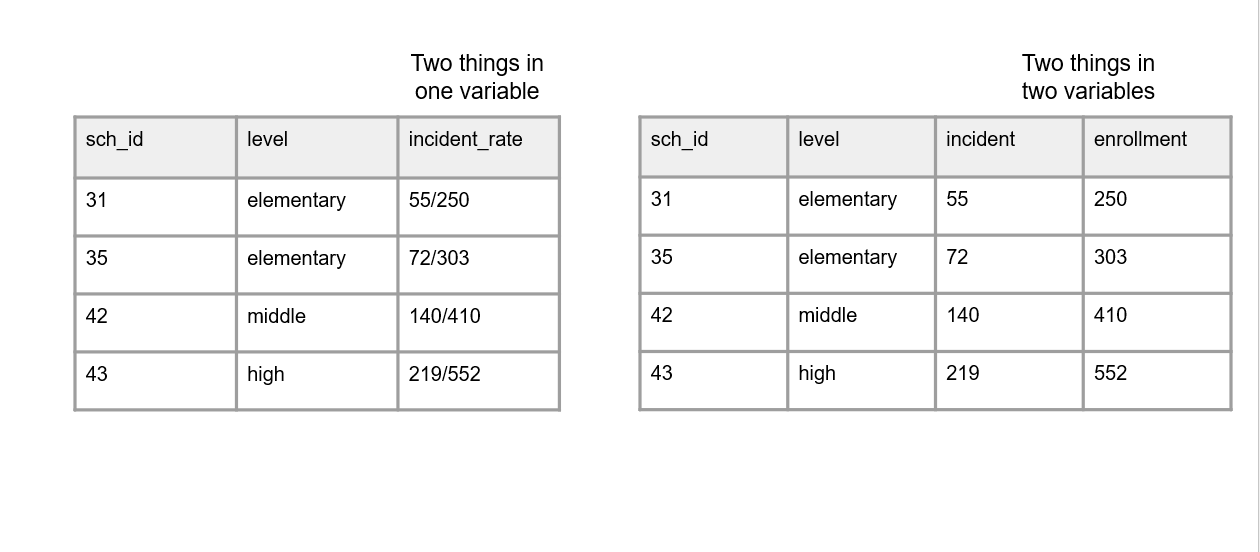 Two things in
one variable
sch_id level incident_rate
31 elementary 55/250
35 elementary 72/303
42 middle 140/410
43 high 219/552
Two things in
two variables
sch_id level incident enrollment
31 elementary 55 250
35 elementary 72 303
42 middle 140 410
43 high 219 552